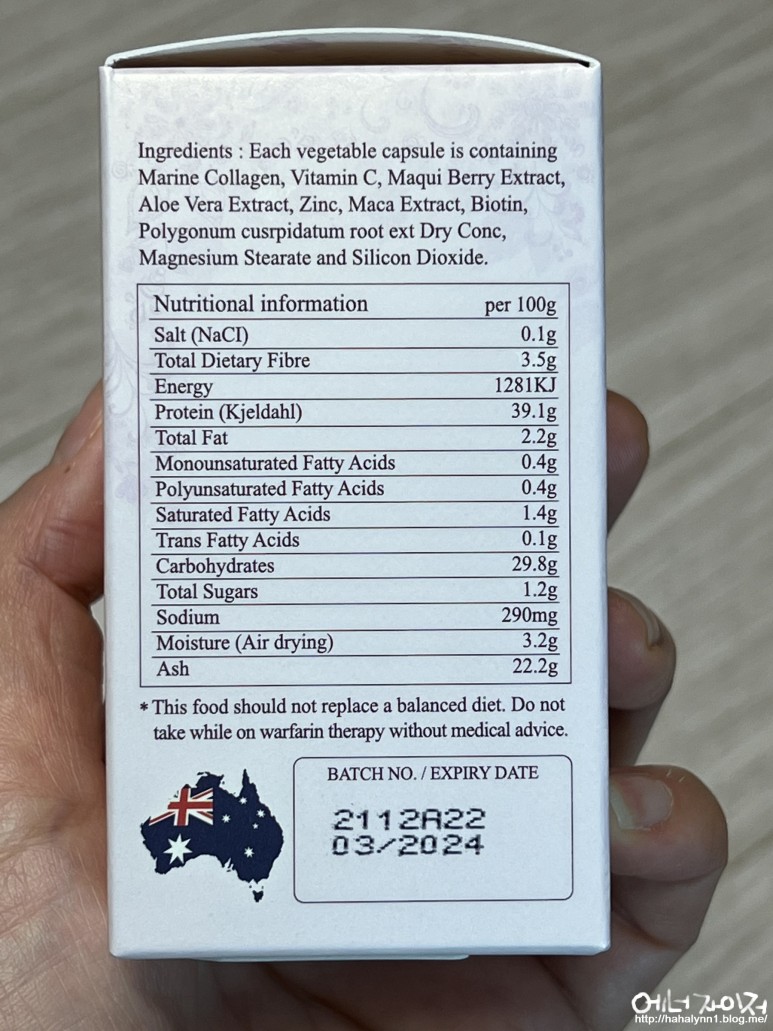 Ingredients : Each vegetable capsule is containing
Marine Collagen, Vitamin C, Maqui Berry Extract,
Aloe Vera Extract, Zinc, Maca Extract, Biotin,
Polygonum cusrpidatum root ext Dry Conc,
Magnesium Stearate and Silicon Dioxide.
Nutritional information per 100g
Salt (NaCI) 0.1g
Total Dietary Fibre 3.5g
Energy 1281KJ
Protein (Kjeldahl) 39.1g
Total Fat 2.2g
Monounsaturated Fatty Acids 0.4g
Polyunsaturated Fatty Acids 0.4g
Saturated Fatty Acids 1.4g
Trans Fatty Acids 0.1g
Carbohydrates 29.8g
Total Sugars 1.2g
Sodium 290mg
Moisture (Air drying) 3.2g
Ash 22.2g
* This food should not replace a balanced diet. Do not
take while on warfarin therapy without medical advice.
BATCH NO. / EXPIRY DATE
2112A22
03/2024
어너자이저
http://hahalynn1.blog.me/